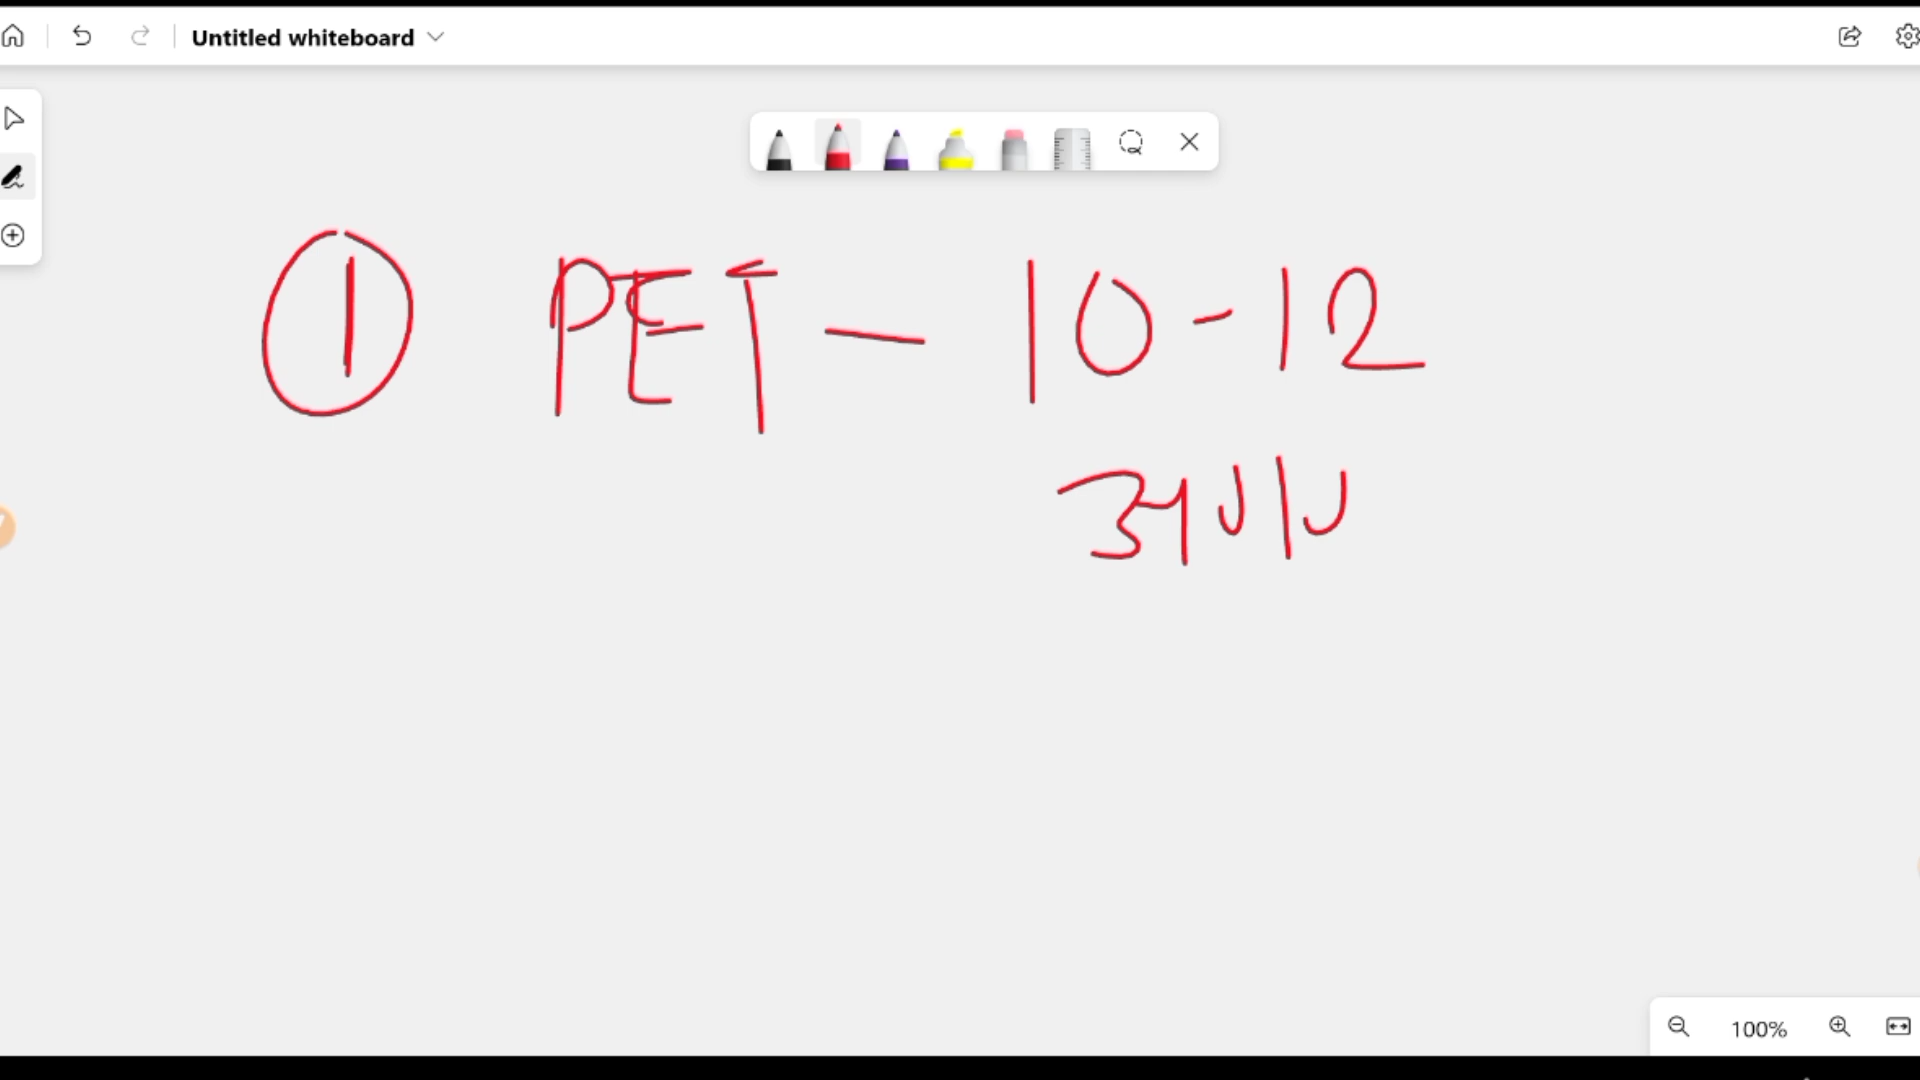 Untitled whiteboard
① PET — 10-12
100%